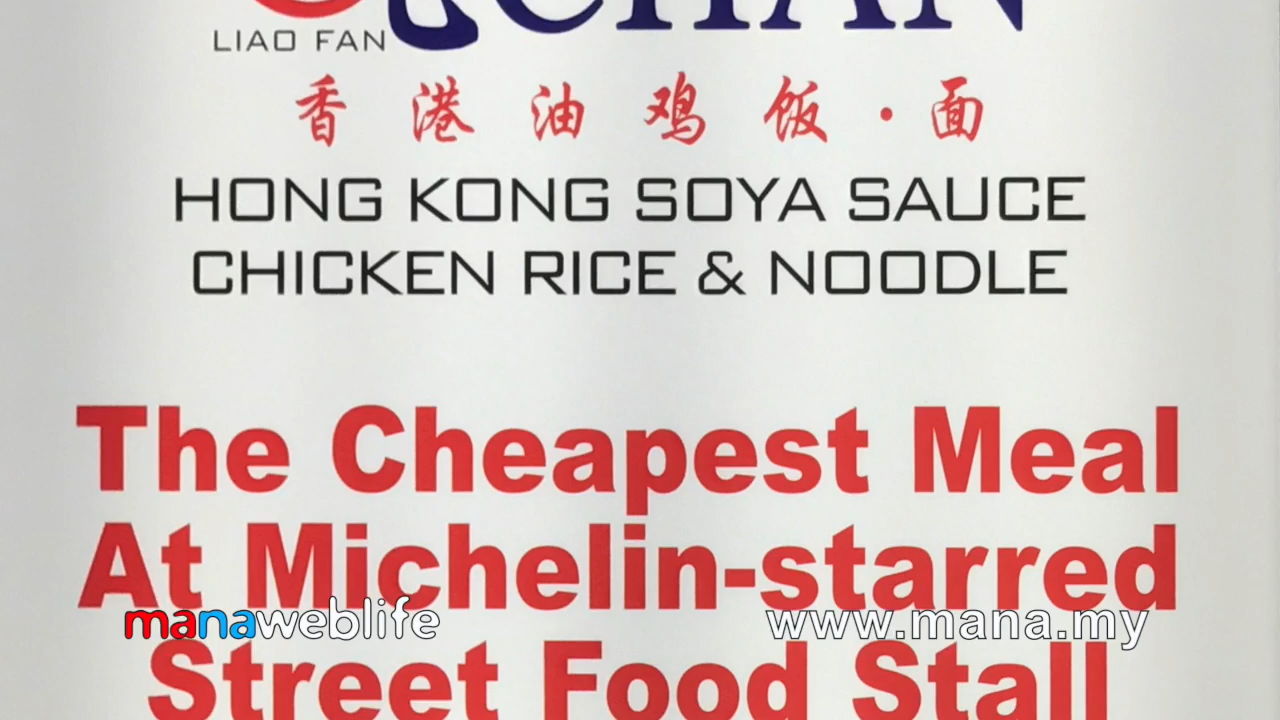 LIAO FAN CHAN
香港油鸡饭·面
HONG KONG SOYA SAUCE
CHICKEN RICE & NOODLE
The Cheapest Meal
At Michelin-starred
manaweblife www.mana.my
Street Food Stall